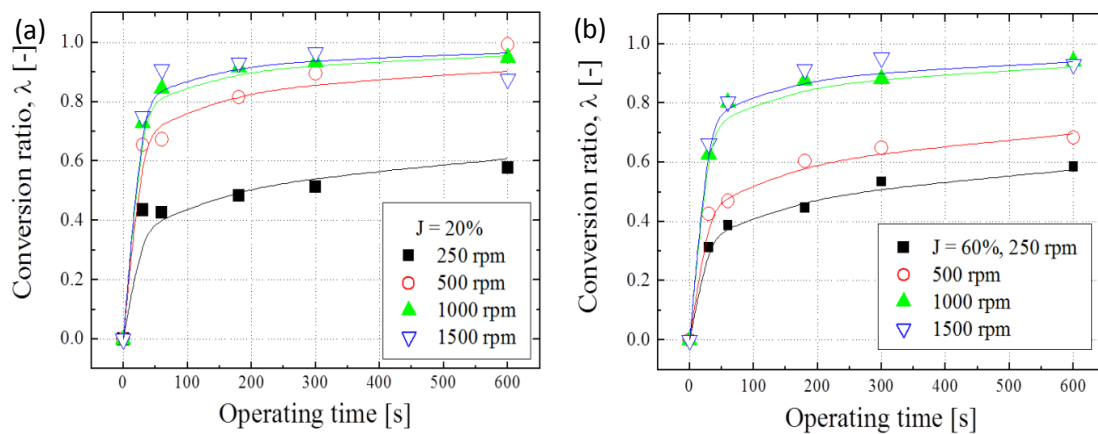 (a)
Conversion ratio, λ [-]
1.0
0.8
0.6
0.4
0.2
0.0
0 100 200 300 400 500 600
Operating time [s]
J = 20%
250 rpm
500 rpm
1000 rpm
1500 rpm
(b)
Conversion ratio, λ [-]
1.0
0.8
0.6
0.4
0.2
0.0
0 100 200 300 400 500 600
Operating time [s]
J = 60%, 250 rpm
500 rpm
1000 rpm
1500 rpm